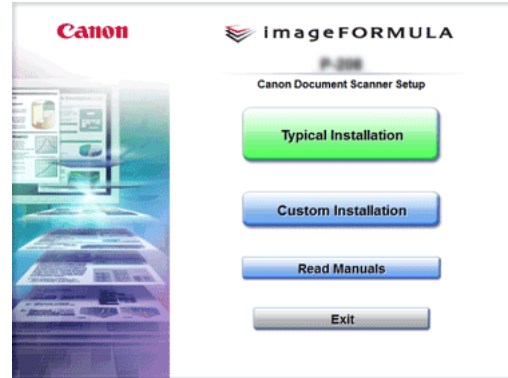 Canon
imageFORMULA
Canon Document Scanner Setup
Typical Installation
Custom Installation
Read Manuals
Exit